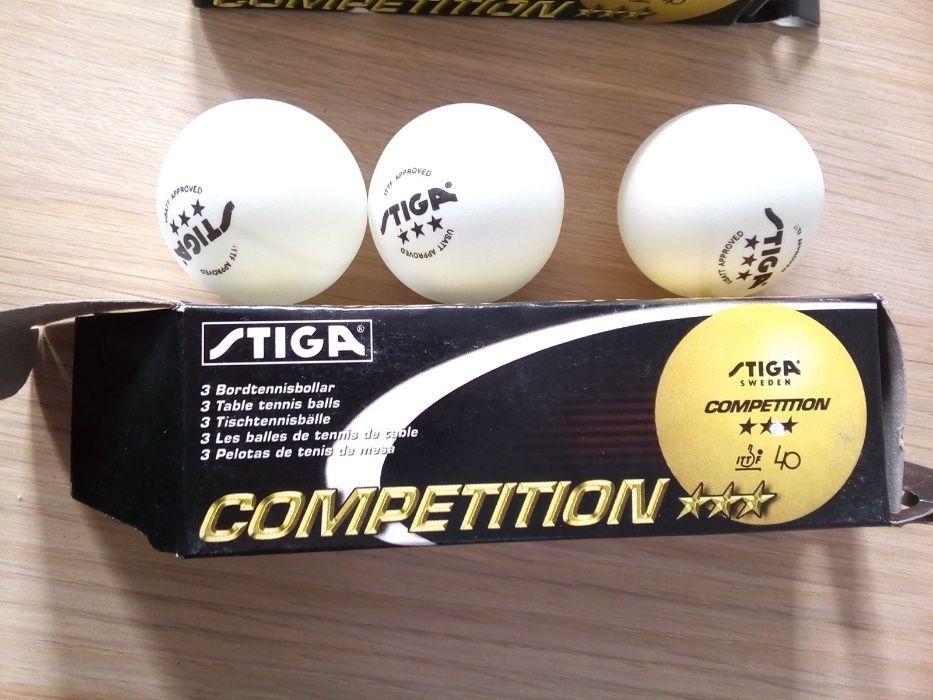 COMPETITION
40
USATT APPROVED
STIGA
ITTF APPROVED
ITTF APPROVED
STIGA®
USATT APPROVED
USATT APPROVED
STIGA
ITTF APPROVED
STIGA®
3 Bordtennisbollar
3 Table tennis balls
3 Tischtennisbälle
3 Les balles de tennis de table
3 Pelotas de tenis de mesa
COMPETITION
STIGA®
SWEDEN
COMPETITION
ITTF 40